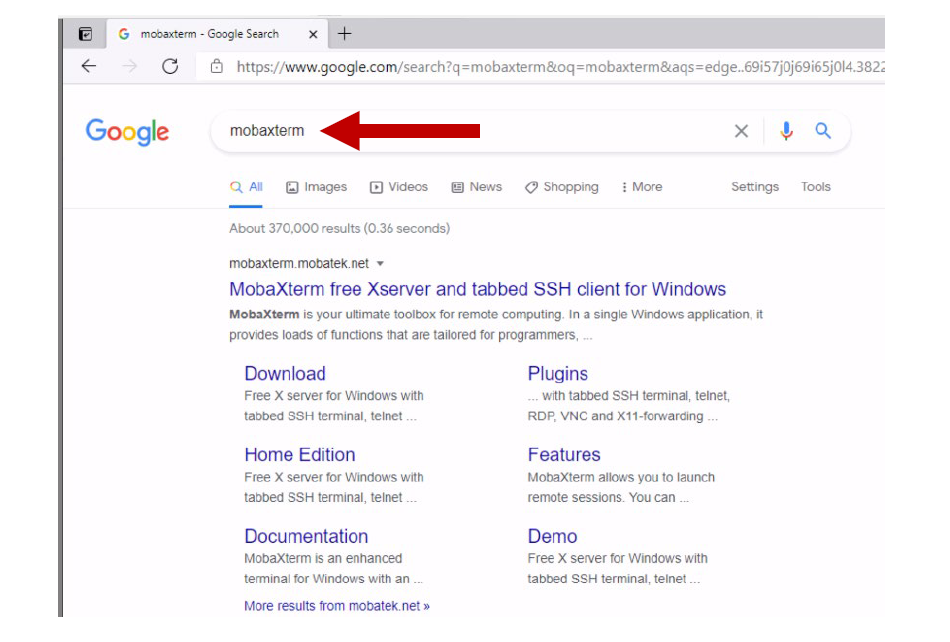 mobaxterm - Google Search
https://www.google.com/search?q=mobaxterm&oq=mobaxterm&aqs=edge..69i57j0j69i65j0l4.3822
Google
mobaxterm
All Images Videos News Shopping More Settings Tools
About 370,000 results (0.36 seconds)
mobaxterm.mobatek.net
MobaXterm free Xserver and tabbed SSH client for Windows
MobaXterm is your ultimate toolbox for remote computing. In a single Windows application, it
provides loads of functions that are tailored for programmers, ...
Download
Free X server for Windows with
tabbed SSH terminal, telnet ...
Plugins
... with tabbed SSH terminal, telnet,
RDP, VNC and X11-forwarding ...
Home Edition
Free X server for Windows with
tabbed SSH terminal, telnet ...
Features
MobaXterm allows you to launch
remote sessions. You can ...
Documentation
MobaXterm is an enhanced
terminal for Windows with an ...
Demo
Free X server for Windows with
tabbed SSH terminal, telnet ...
More results from mobatek.net »